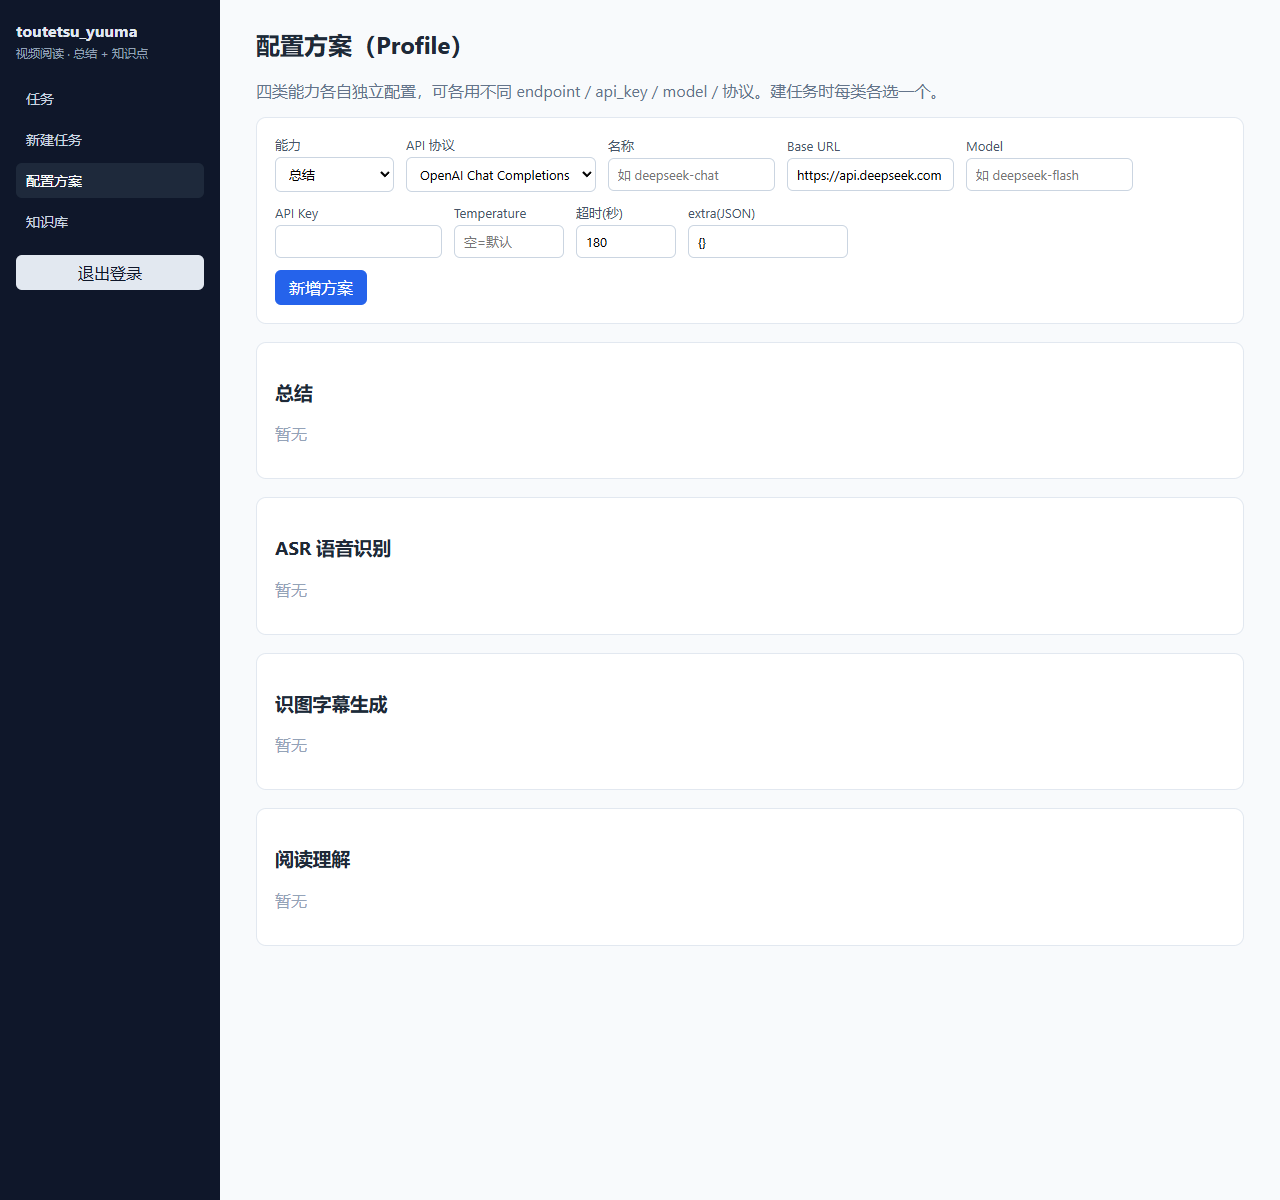 toutetsu_yuuma
视频阅读 · 总结 + 知识点
任务
新建任务
配置方案
知识库
退出登录
配置方案（Profile）
四类能力各自独立配置，可各用不同 endpoint / api_key / model / 协议。建任务时每类各选一个。
能力 API 协议 名称 Base URL Model
总结 OpenAI Chat Completions 如 deepseek-chat https://api.deepseek.com 如 deepseek-flash
API Key Temperature 超时(秒) extra(JSON)
空=默认 180 {}
新增方案
总结
暂无
ASR 语音识别
暂无
识图字幕生成
暂无
阅读理解
暂无